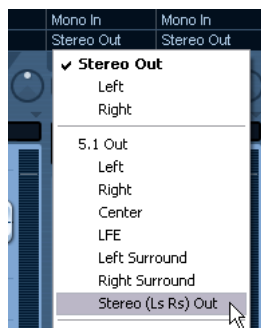 Mono In Mono In
Stereo Out Stereo Out
✓ Stereo Out
Left
Right
5.1 Out
Left
Right
Center
LFE
Left Surround
Right Surround
Stereo (Ls Rs) Out